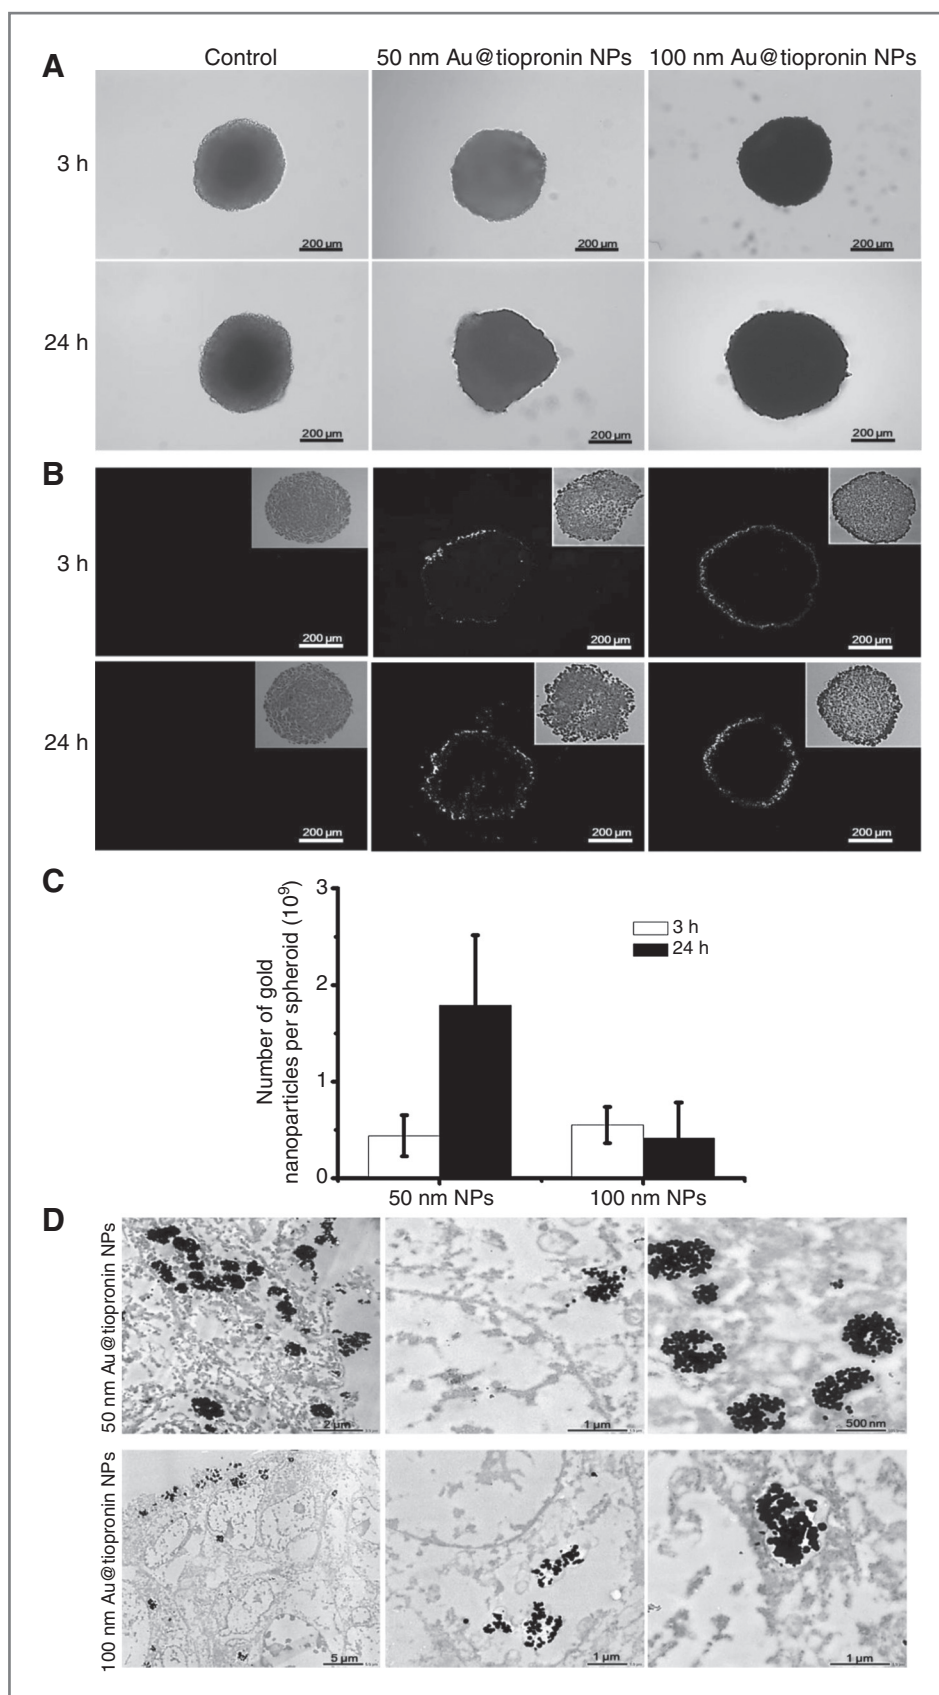 A
Control
50 nm Au@tiopronin NPs
100 nm Au@tiopronin NPs
3 h
200 µm
200 µm
200 µm
24 h
200 µm
200 µm
200 µm
B
3 h
200 µm
200 µm
200 µm
24 h
200 µm
200 µm
200 µm
C
Number of gold
nanoparticles per spheroid (10⁹)
3
2
1
0
3 h
24 h
50 nm NPs
100 nm NPs
D
50 nm Au@tiopronin NPs
2 µm
1 µm
500 nm
100 nm Au@tiopronin NPs
5 µm
1 µm
1 µm